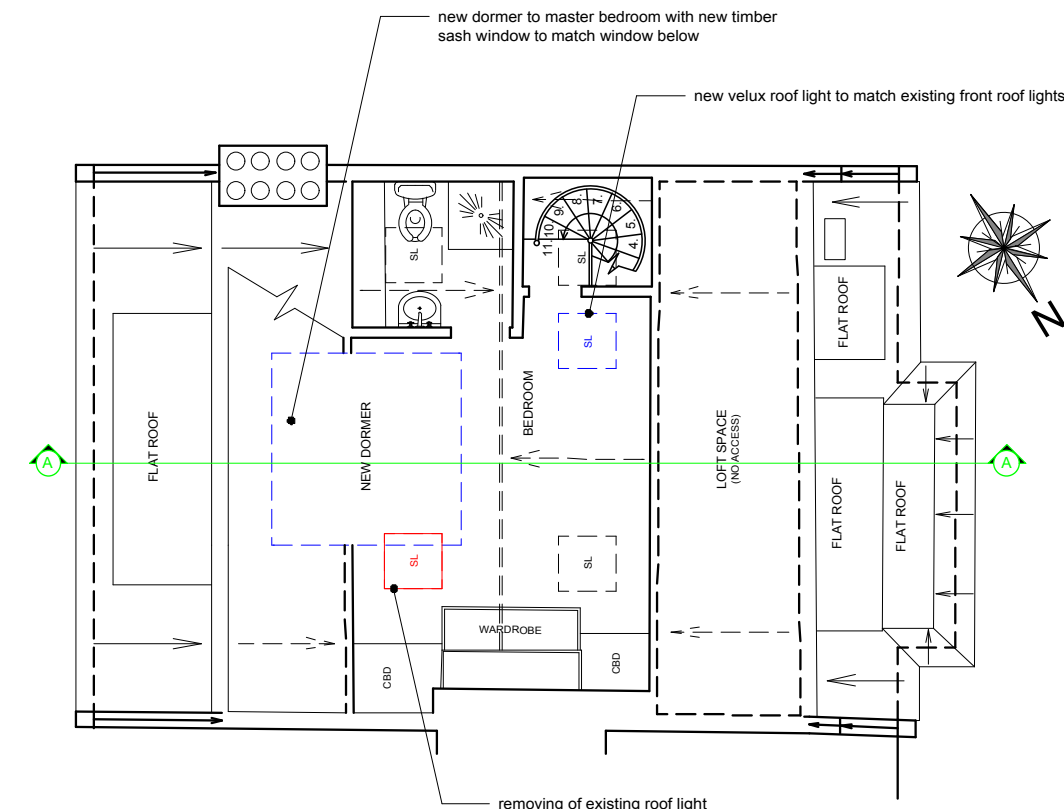 new dormer to master bedroom with new timber
sash window to match window below
new velux roof light to match existing front roof lights
11.
10.
9.
8.
7.
6.
5.
4.
SL
SL
SL
FLAT ROOF
N
FLAT ROOF
NEW DORMER
BEDROOM
LOFT SPACE
(NO ACCESS)
FLAT ROOF
FLAT ROOF
A
A
SL
SL
WARDROBE
CBD
CBD
removing of existing roof light